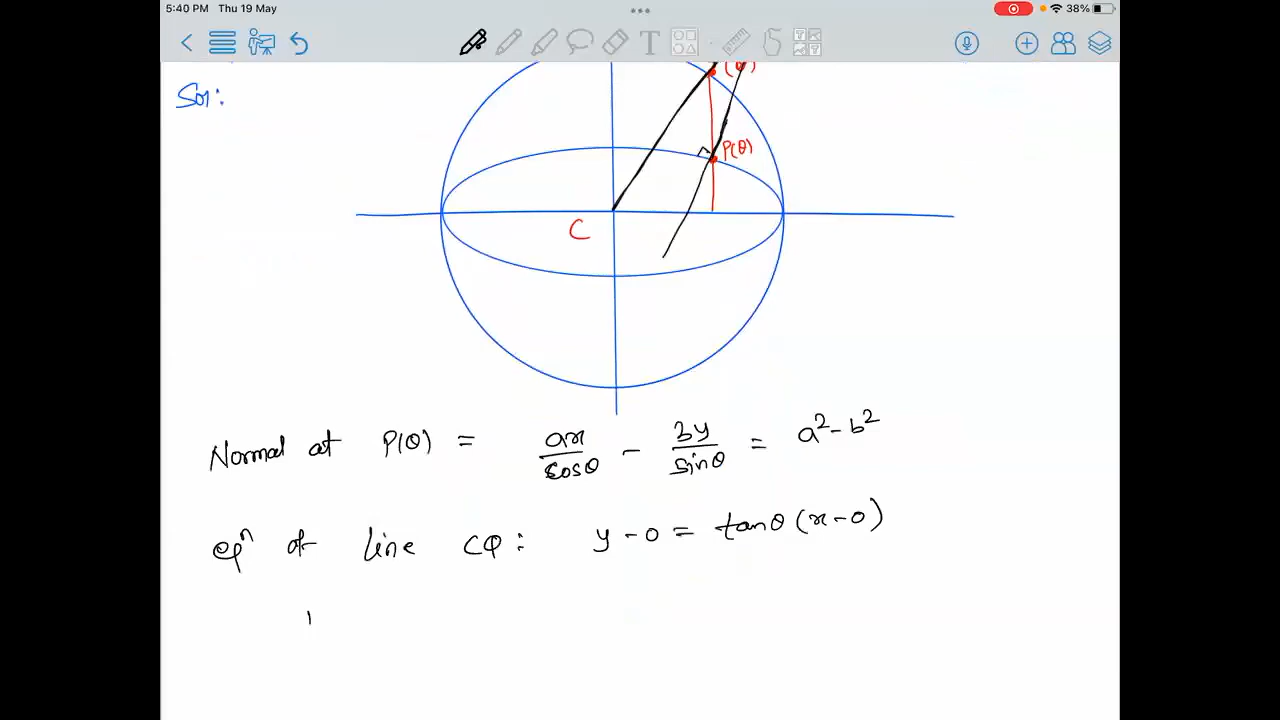 5:40 PM Thu 19 May
38%
Sol:
P(θ)
C
Normal at P(θ) = ax/cosθ - 3y/sinθ = a² - b²
eqⁿ of line CQ: y - 0 = tanθ (x - 0)